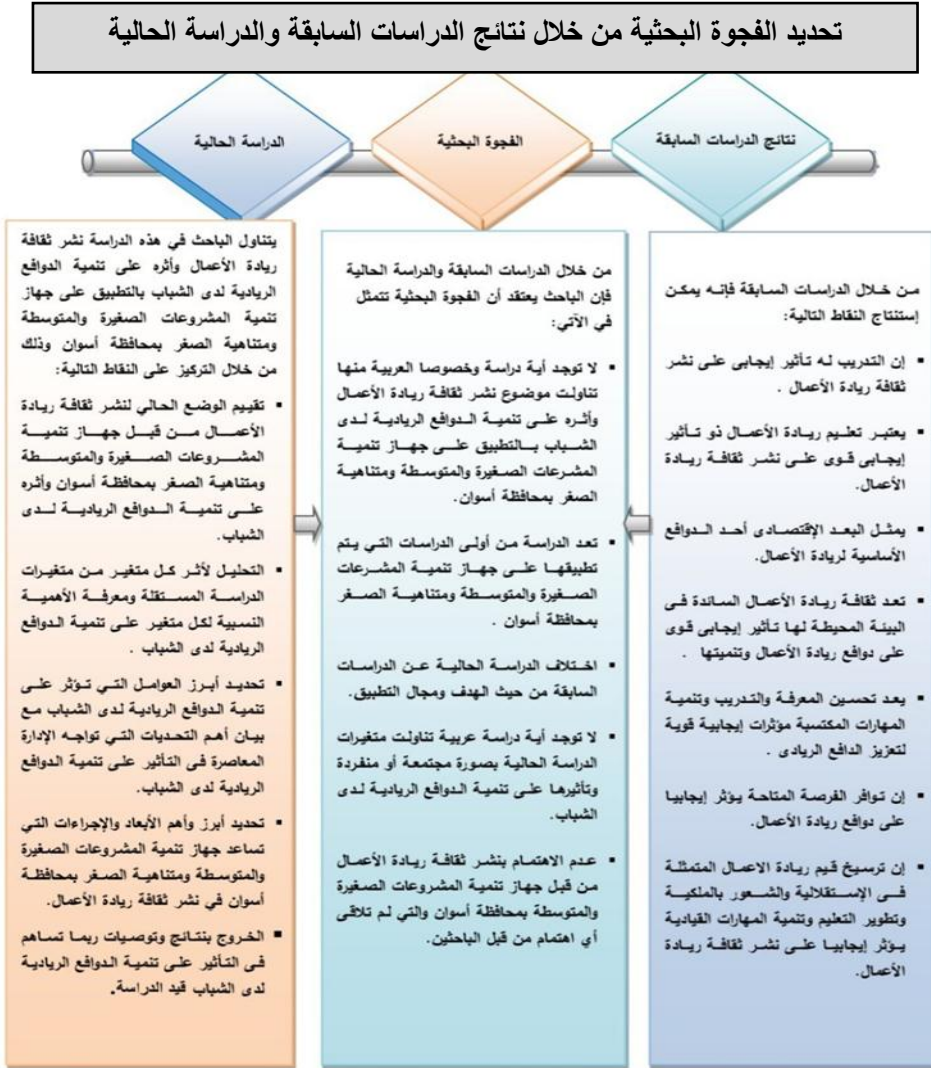 تحديد الفجوة البحثية من خلال نتائج الدراسات السابقة والدراسة الحالية
نتائج الدراسات السابقة
الفجوة البحثية
الدراسة الحالية
من خلال الدراسات السابقة فإنه يمكن
إستنتاج النقاط التالية:
▪ إن التدريب له تأثير إيجابى على نشر
ثقافة ريادة الأعمال .
▪ يعتبر تعليم ريادة الأعمال ذو تأثير
إيجابى قوى على نشر ثقافة ريادة
الأعمال.
▪ يمثل البعد الإقتصادى أحد الدوافع
الأساسية لريادة الأعمال.
▪ تعد ثقافة ريادة الأعمال السائدة فى
البيئة المحيطة لها تأثير إيجابى قوى
على دوافع ريادة الأعمال وتنميتها .
▪ يعد تحسين المعرفة والتدريب وتنمية
المهارات المكتسبة مؤثرات إيجابية قوية
لتعزيز الدافع الريادى .
▪ إن توافر الفرصة المتاحة يؤثر إيجابيا
على دوافع ريادة الأعمال.
▪ إن ترسيخ قيم ريادة الاعمال المتمثلة
فى الإستقلالية والشعور بالملكية
وتطوير التعليم وتنمية المهارات القيادية
يؤثر إيجابيا على نشر ثقافة ريادة
الأعمال.
من خلال الدراسات السابقة والدراسة الحالية
فإن الباحث يعتقد أن الفجوة البحثية تتمثل
في الآتي:
▪ لا توجد أية دراسة وخصوصا العربية منها
تناولت موضوع نشر ثقافة ريادة الأعمال
وأثره على تنمية الدوافع الريادية لدى
الشباب بالتطبيق على جهاز تنمية
المشرعات الصغيرة والمتوسطة ومتناهية
الصغر بمحافظة أسوان.
▪ تعد الدراسة من أولى الدراسات التي يتم
تطبيقها على جهاز تنمية المشرعات
الصغيرة والمتوسطة ومتناهية الصغر
بمحافظة أسوان .
▪ اختلاف الدراسة الحالية عن الدراسات
السابقة من حيث الهدف ومجال التطبيق.
▪ لا توجد أية دراسة عربية تناولت متغيرات
الدراسة الحالية بصورة مجتمعة أو منفردة
وتأثيرها على تنمية الدوافع الريادية لدى
الشباب.
▪ عدم الاهتمام بنشر ثقافة ريادة الأعمال
من قبل جهاز تنمية المشروعات الصغيرة
والمتوسطة بمحافظة أسوان والتي لم تلاقى
أي اهتمام من قبل الباحثين.
يتناول الباحث في هذه الدراسة نشر ثقافة
ريادة الأعمال وأثره على تنمية الدوافع
الريادية لدى الشباب بالتطبيق على جهاز
تنمية المشروعات الصغيرة والمتوسطة
ومتناهية الصغر بمحافظة أسوان وذلك
من خلال التركيز على النقاط التالية:
▪ تقييم الوضع الحالي لنشر ثقافة ريادة
الأعمال من قبل جهاز تنمية
المشروعات الصغيرة والمتوسطة
ومتناهية الصغر بمحافظة أسوان وأثره
على تنمية الدوافع الريادية لدى
الشباب.
▪ التحليل لأثر كل متغير من متغيرات
الدراسة المستقلة ومعرفة الأهمية
النسبية لكل متغير على تنمية الدوافع
الريادية لدى الشباب .
▪ تحديد أبرز العوامل التي تؤثر على
تنمية الدوافع الريادية لدى الشباب مع
بيان أهم التحديات التي تواجه الإدارة
المعاصرة فى التأثير على تنمية الدوافع
الريادية لدى الشباب.
▪ تحديد أبرز وأهم الأبعاد والإجراءات التي
تساعد جهاز تنمية المشروعات الصغيرة
والمتوسطة ومتناهية الصغر بمحافظة
أسوان في نشر ثقافة ريادة الأعمال.
▪ الخروج بنتائج وتوصيات ربما تساهم
فى التأثير على تنمية الدوافع الريادية
لدى الشباب قيد الدراسة.